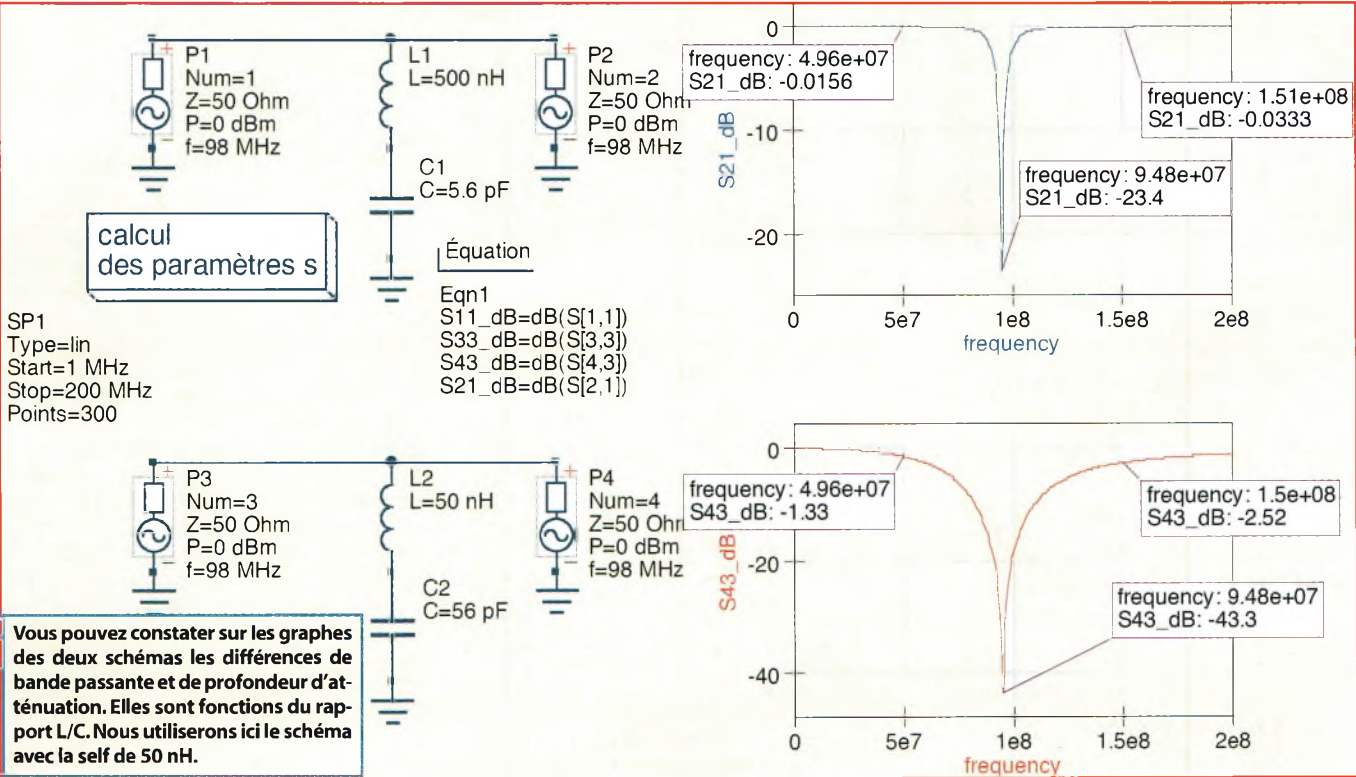 P1
Num=1
Z=50 Ohm
P=0 dBm
f=98 MHz
L1
L=500 nH
P2
Num=2
Z=50 Ohm
P=0 dBm
f=98 MHz
C1
C=5.6 pF
calcul
des paramètres s
Équation
Eqn1
S11_dB=dB(S[1,1])
S33_dB=dB(S[3,3])
S43_dB=dB(S[4,3])
S21_dB=dB(S[2,1])
SP1
Type=lin
Start=1 MHz
Stop=200 MHz
Points=300
0
-10
-20
S21_dB
frequency: 4.96e+07
S21_dB: -0.0156
frequency: 1.51e+08
S21_dB: -0.0333
frequency: 9.48e+07
S21_dB: -23.4
0
5e7
1e8
1.5e8
2e8
frequency
P3
Num=3
Z=50 Ohm
P=0 dBm
f=98 MHz
L2
L=50 nH
P4
Num=4
Z=50 Ohm
P=0 dBm
f=98 MHz
C2
C=56 pF
Vous pouvez constater sur les graphes
des deux schémas les différences de
bande passante et de profondeur d'at-
ténuation. Elles sont fonctions du rap-
port L/C. Nous utiliserons ici le schéma
avec la self de 50 nH.
0
-20
-40
S43_dB
frequency: 4.96e+07
S43_dB: -1.33
frequency: 1.5e+08
S43_dB: -2.52
frequency: 9.48e+07
S43_dB: -43.3
0
5e7
1e8
1.5e8
2e8
frequency